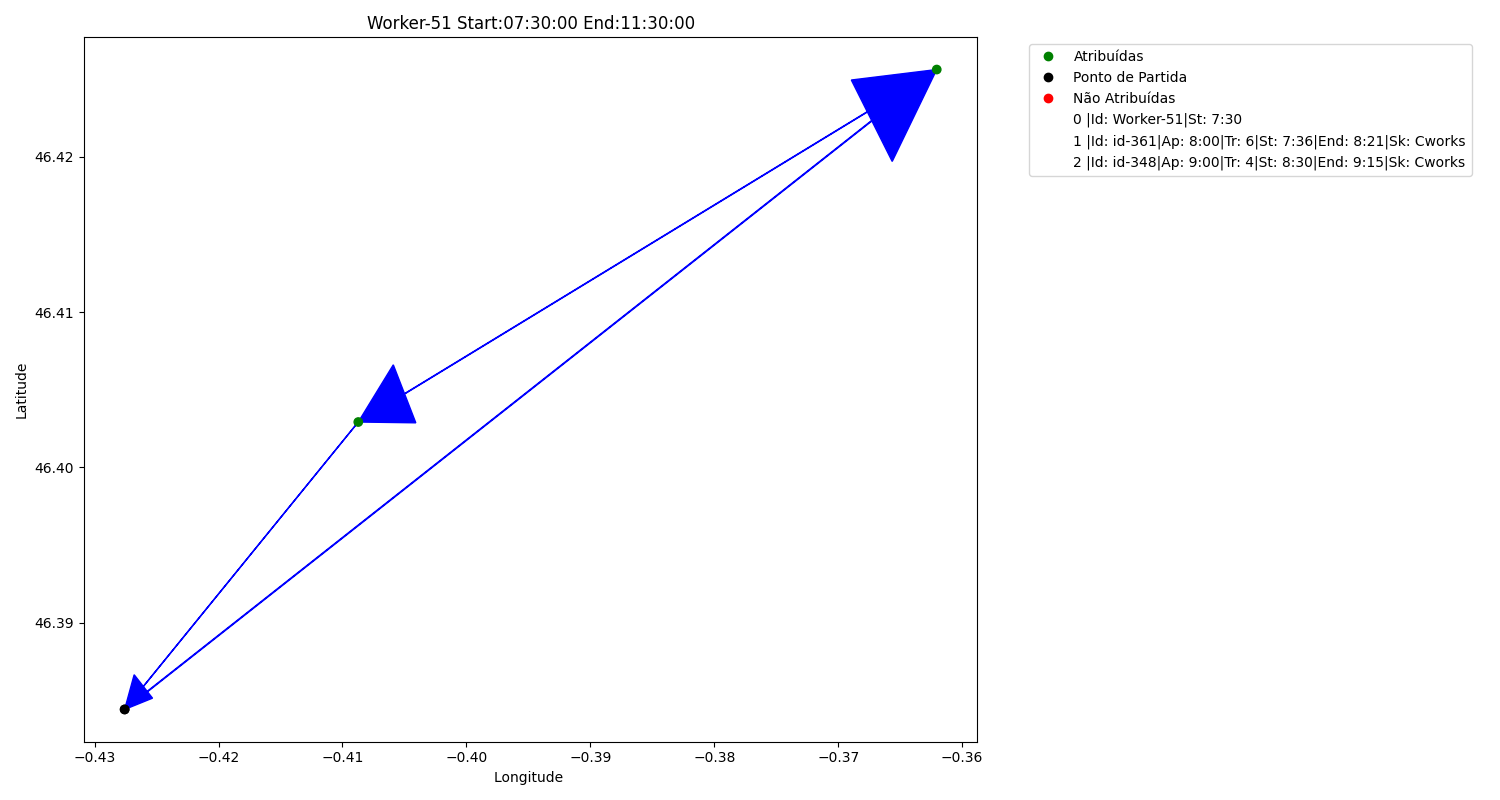 Worker-51 Start:07:30:00 End:11:30:00
Atribuídas
Ponto de Partida
Não Atribuídas
0 |Id: Worker-51|St: 7:30
1 |Id: id-361|Ap: 8:00|Tr: 6|St: 7:36|End: 8:21|Sk: Cworks
2 |Id: id-348|Ap: 9:00|Tr: 4|St: 8:30|End: 9:15|Sk: Cworks
Latitude
46.42
46.41
46.40
46.39
−0.43 −0.42 −0.41 −0.40 −0.39 −0.38 −0.37 −0.36
Longitude